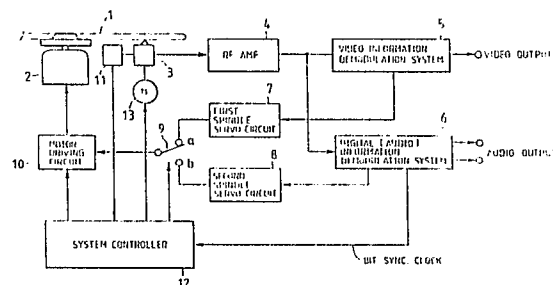 1
4
5
RF AMP
VIDEO INFORMATION
DEMODULATION SYSTEM
VIDEO OUTPUT
2
11
3
7
13
FIRST
SPINDLE
SERVO CIRCUIT
6
9
a
b
MOTOR
DRIVING
CIRCUIT
10
8
DIGITAL (AUDIO)
INFORMATION
DEMODULATION SYSTEM
AUDIO OUTPUT
SECOND
SPINDLE
SERVO CIRCUIT
SYSTEM CONTROLLER
BIT SYNC. CLOCK
12